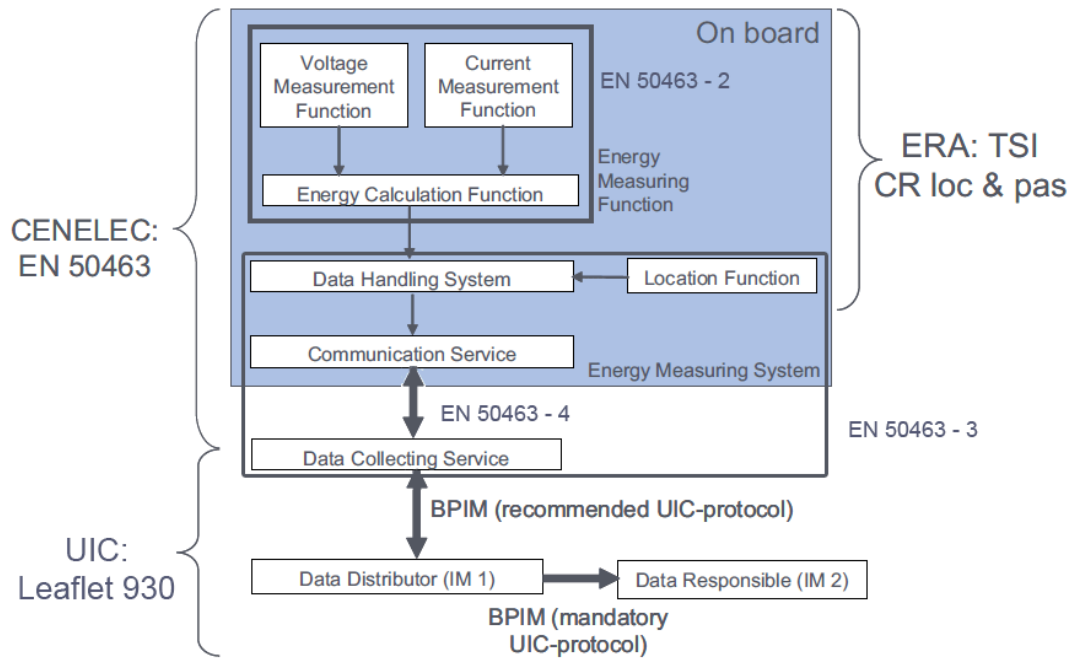 On board
Voltage
Measurement
Function
Current
Measurement
Function
EN 50463 - 2
Energy
Measuring
Function
Energy Calculation Function
ERA: TSI
CR loc & pas
CENELEC:
EN 50463
Data Handling System
Location Function
Communication Service
Energy Measuring System
EN 50463 - 4
EN 50463 - 3
Data Collecting Service
BPIM (recommended UIC-protocol)
UIC:
Leaflet 930
Data Distributor (IM 1)
Data Responsible (IM 2)
BPIM (mandatory
UIC-protocol)